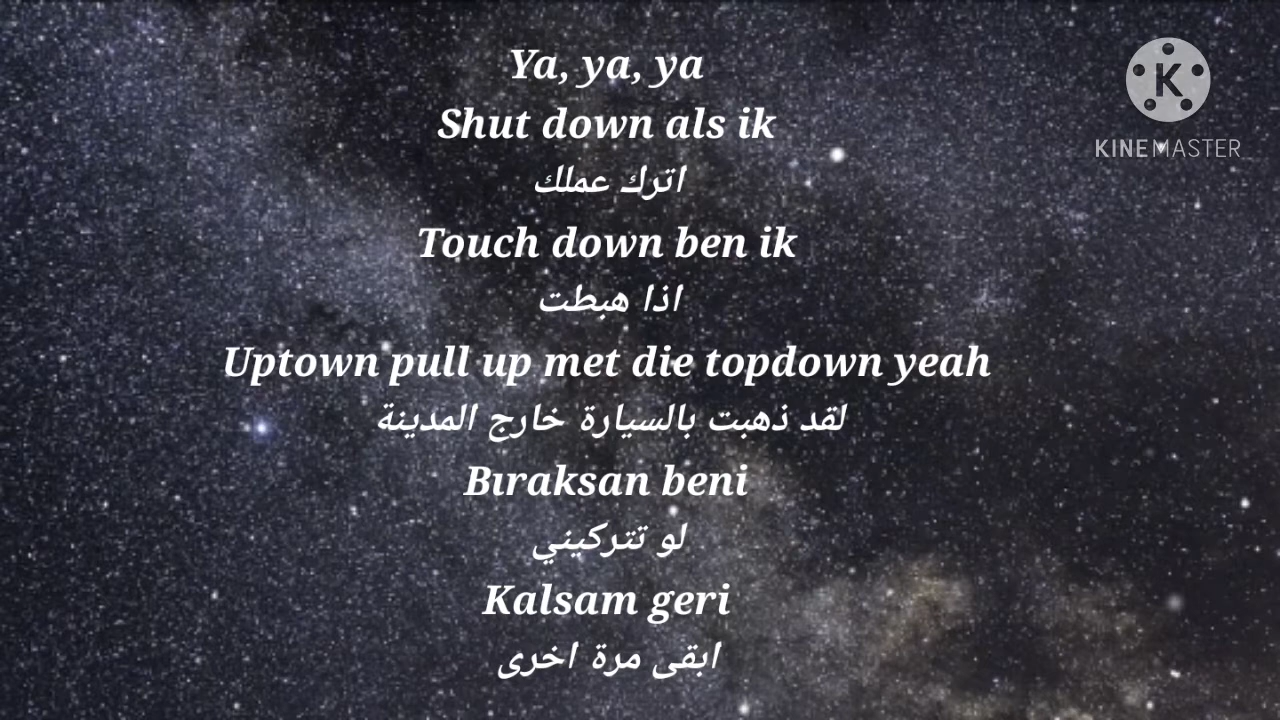 Ya, ya, ya
Shut down als ik
اترك عملك
Touch down ben ik
اذا هبطت
Uptown pull up met die topdown yeah
لقد ذهبت بالسيارة خارج المدينة
Bıraksan beni
لو تتركيني
Kalsam geri
ابقى مرة اخرى
K
KINEMASTER